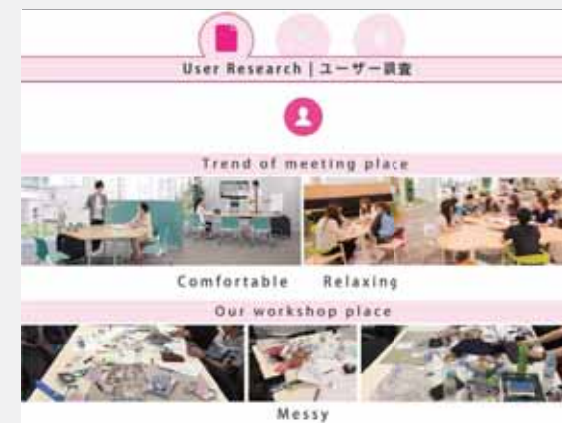 User Research | ユーザー調査
Trend of meeting place
Comfortable Relaxing
Our workshop place
Messy